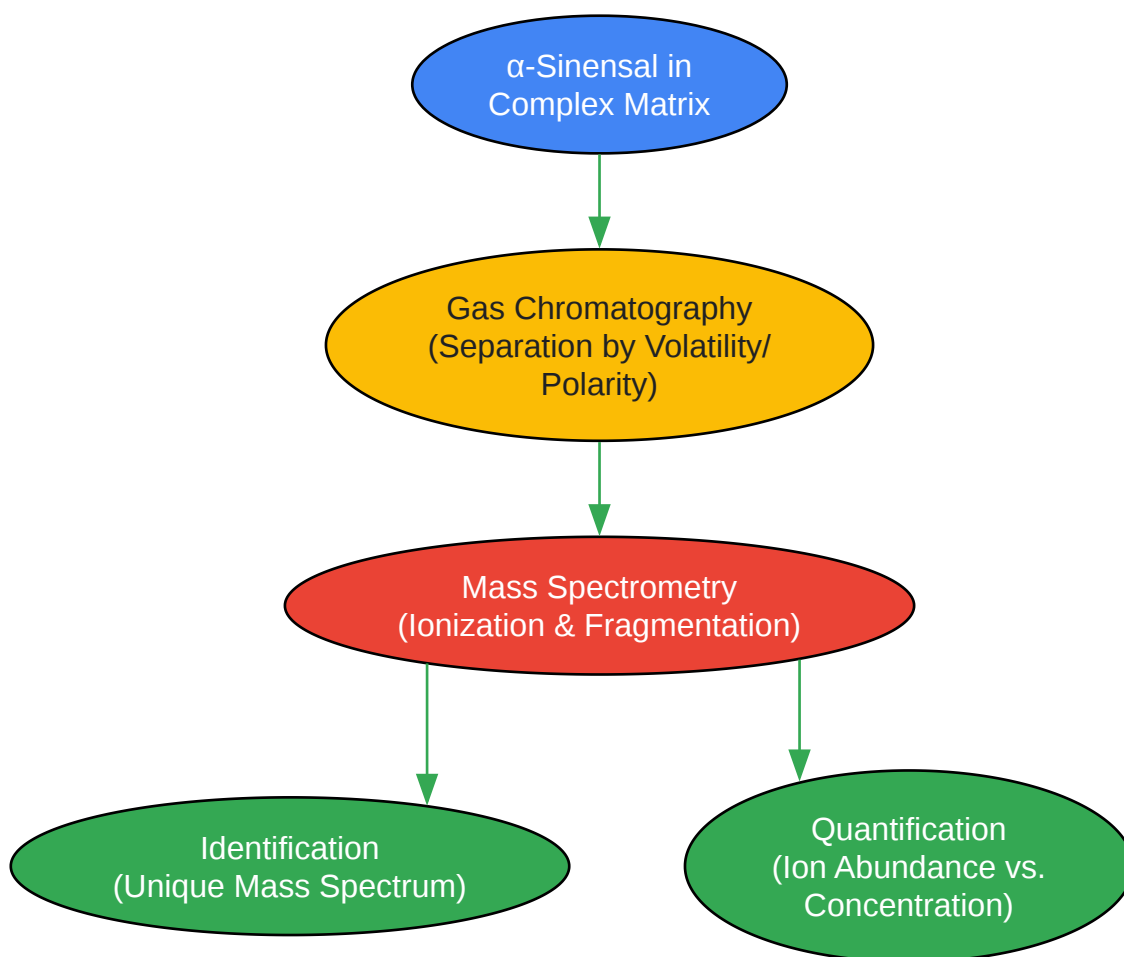 α-Sinensal in
Complex Matrix
Gas Chromatography
(Separation by Volatility/
Polarity)
Mass Spectrometry
(Ionization & Fragmentation)
Identification
(Unique Mass Spectrum)
Quantification
(Ion Abundance vs.
Concentration)